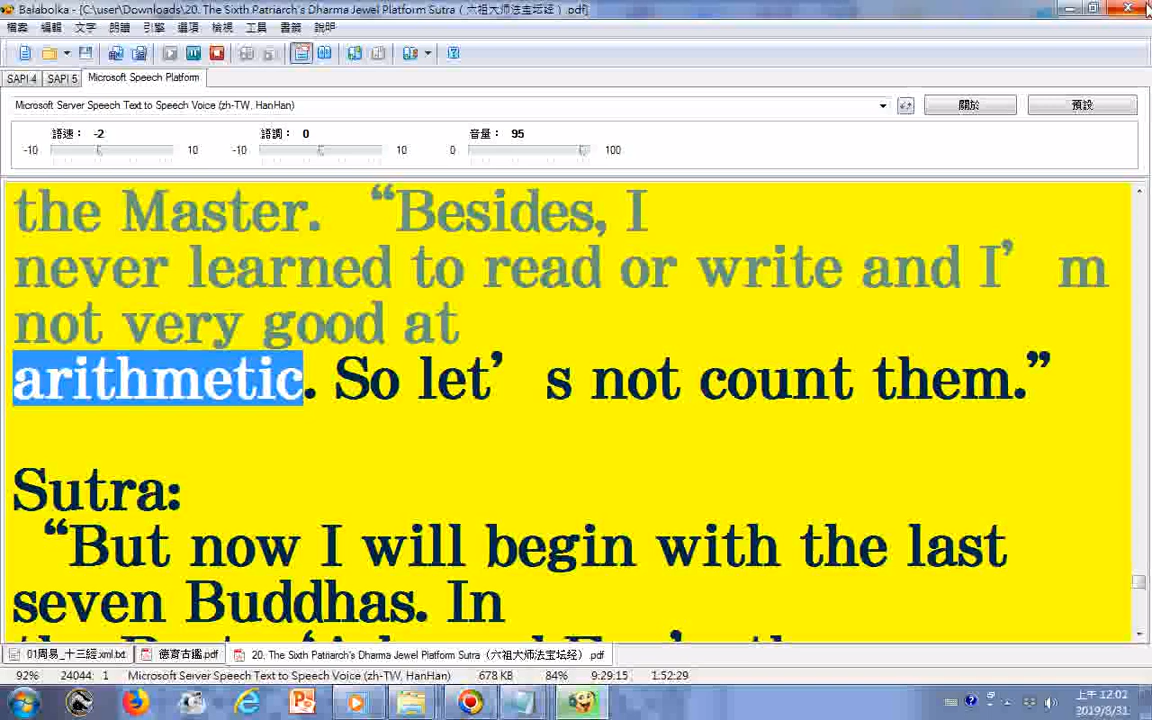 Balabolka - [C:\user\Downloads\20. The Sixth Patriarch's Dharma Jewel Platform Sutra（六祖大师法宝坛经）.pdf]
檔案 編輯 文字 朗讀 引擎 選項 檢視 工具 書籤 說明
SAPI 4 SAPI 5 Microsoft Speech Platform
Microsoft Server Speech Text to Speech Voice (zh-TW, HanHan) 關於 預設
語速： -2 語調： 0 音量： 95
-10 10 -10 10 0 100
the Master. “Besides, I
never learned to read or write and I’m
not very good at
arithmetic. So let’s not count them.”
Sutra:
“But now I will begin with the last
seven Buddhas. In
01周易_十三經.xml.txt 德育古鑑.pdf 20. The Sixth Patriarch's Dharma Jewel Platform Sutra（六祖大师法宝坛经）.pdf
92% 24044: 1 Microsoft Server Speech Text to Speech Voice (zh-TW, HanHan) 678 KB 84% 9:29:15 1:52:29
上午 12:02
2019/8/31